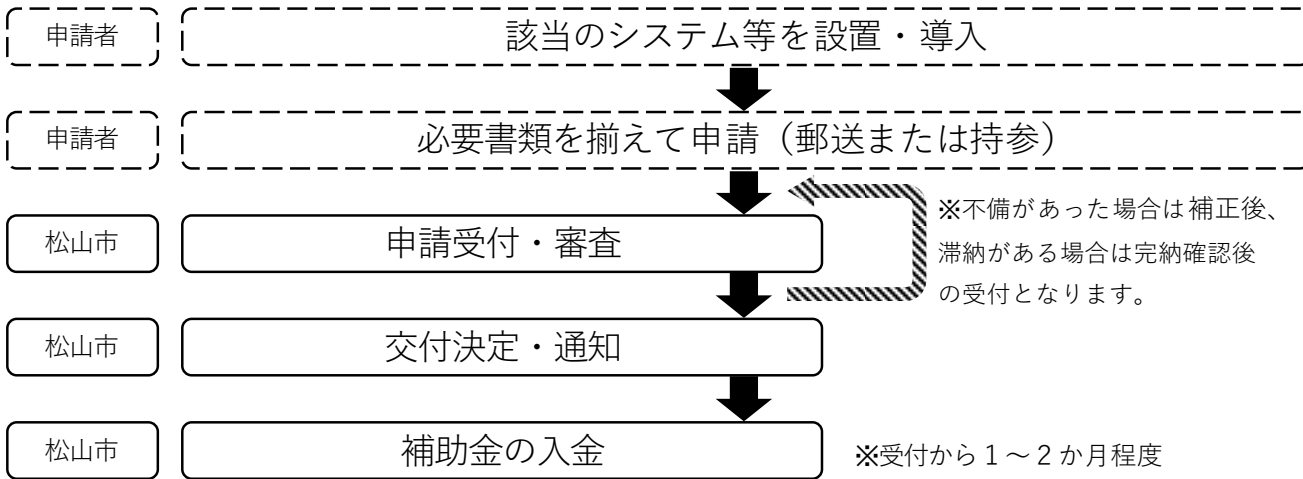 申請者 該当のシステム等を設置・導入
申請者 必要書類を揃えて申請（郵送または持参）
※不備があった場合は補正後、
滞納がある場合は完納確認後
の受付となります。
松山市 申請受付・審査
松山市 交付決定・通知
松山市 補助金の入金 ※受付から１～２か月程度